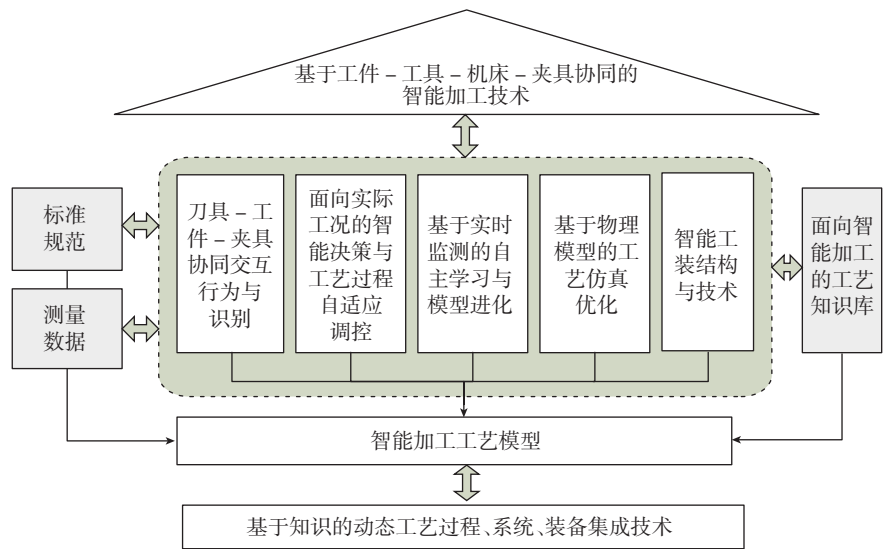 基于工件－工具－机床－夹具协同的
智能加工技术
标准
规范
测量
数据
刀具－工
件－夹具
协同交互
行为与
识别
面向实际
工况的智
能决策与
工艺过程
自适应
调控
基于实时
监测的自
主学习与
模型进化
基于物理
模型的工
艺仿真
优化
智能工
装结构
与技术
面向智
能加工
的工艺
知识库
智能加工工艺模型
基于知识的动态工艺过程、系统、装备集成技术